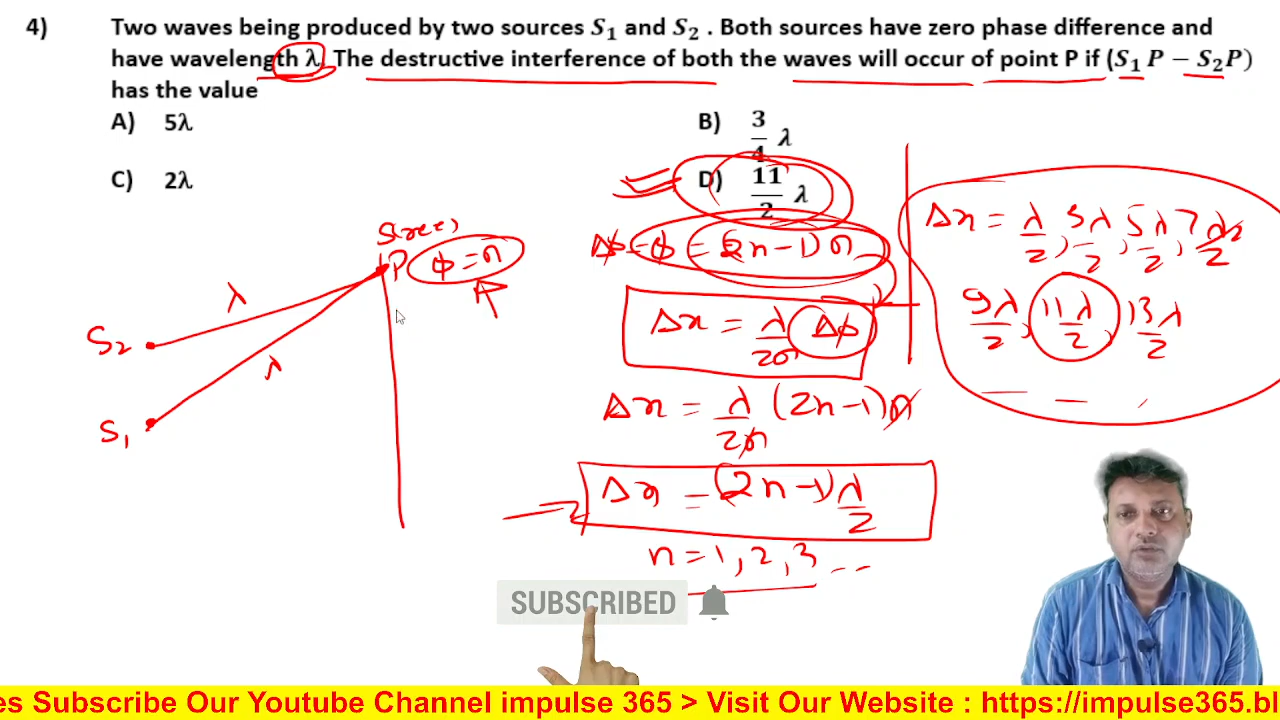 4) Two waves being produced by two sources S₁ and S₂ . Both sources have zero phase difference and
have wavelength λ. The destructive interference of both the waves will occur of point P if (S₁ P − S₂P)
has the value
A) 5λ
B) 3/4 λ
C) 2λ
D) 11/2 λ
P
ϕ = π
λ
S₂
λ
S₁
Δϕ = ϕ = (2n−1)π
Δx = λ/2π Δϕ
Δx = λ/2π (2n−1)π
Δx = (2n−1)λ/2
n = 1, 2, 3 - -
Δx = λ/2, 3λ/2, 5λ/2, 7λ/2
9λ/2, 11λ/2, 13λ/2
SUBSCRIBED
es Subscribe Our Youtube Channel impulse 365 > Visit Our Website : https://impulse365.bl